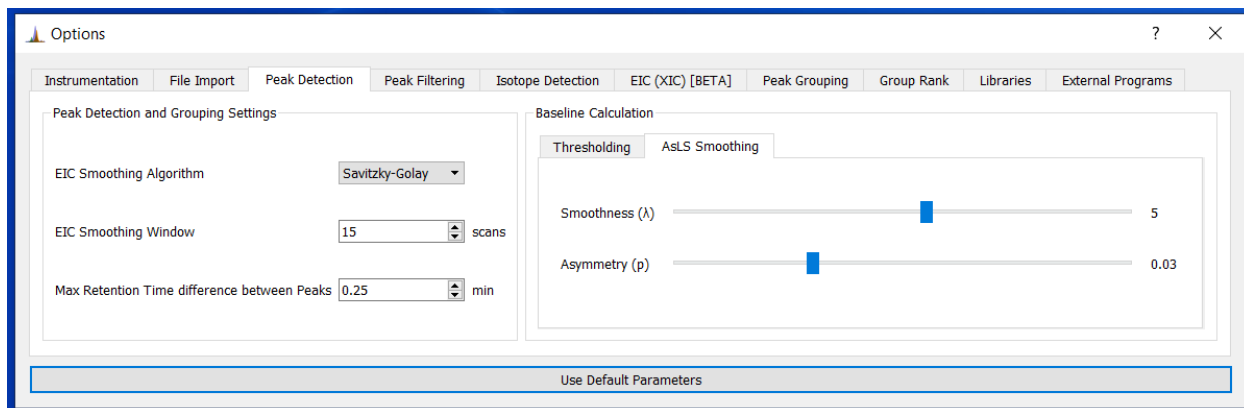 Options
?
Instrumentation File Import Peak Detection Peak Filtering Isotope Detection EIC (XIC) [BETA] Peak Grouping Group Rank Libraries External Programs
Peak Detection and Grouping Settings
EIC Smoothing Algorithm Savitzky-Golay
EIC Smoothing Window 15 scans
Max Retention Time difference between Peaks 0.25 min
Baseline Calculation
Thresholding AsLS Smoothing
Smoothness (λ) 5
Asymmetry (p) 0.03
Use Default Parameters